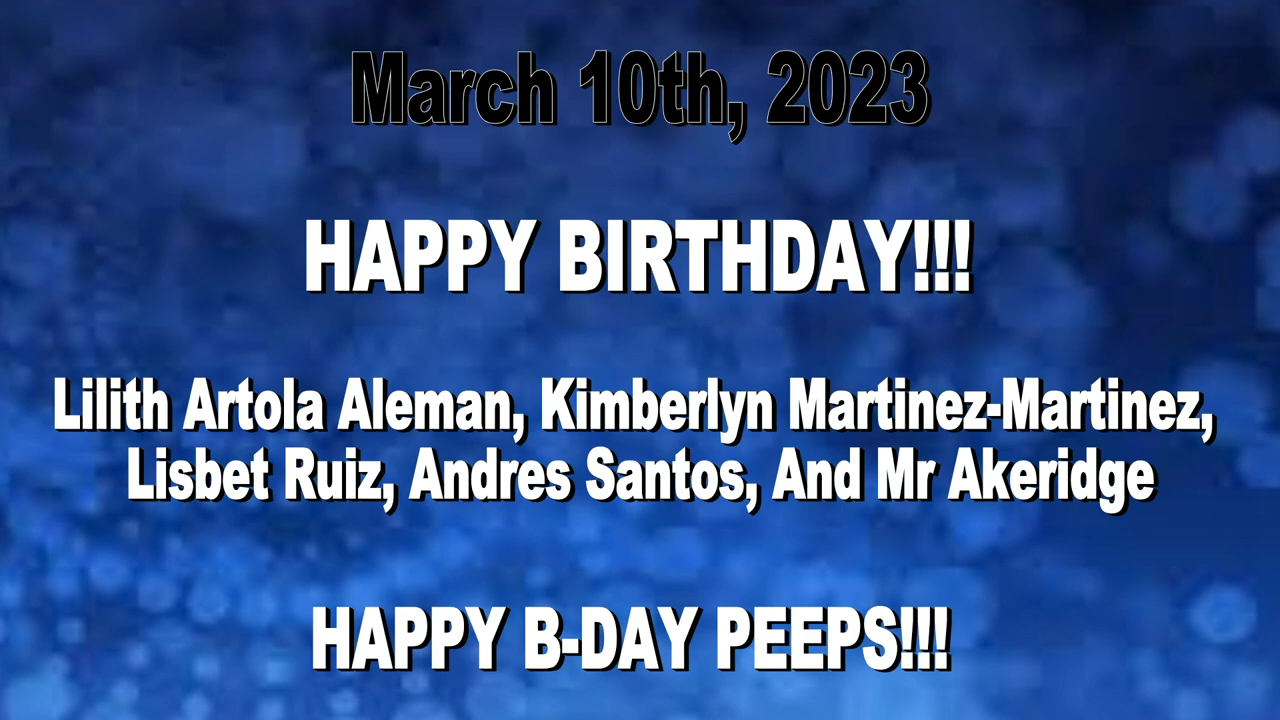 March 10th, 2023
HAPPY BIRTHDAY!!!
Lilith Artola Aleman, Kimberlyn Martinez-Martinez,
Lisbet Ruiz, Andres Santos, And Mr Akeridge
HAPPY B-DAY PEEPS!!!